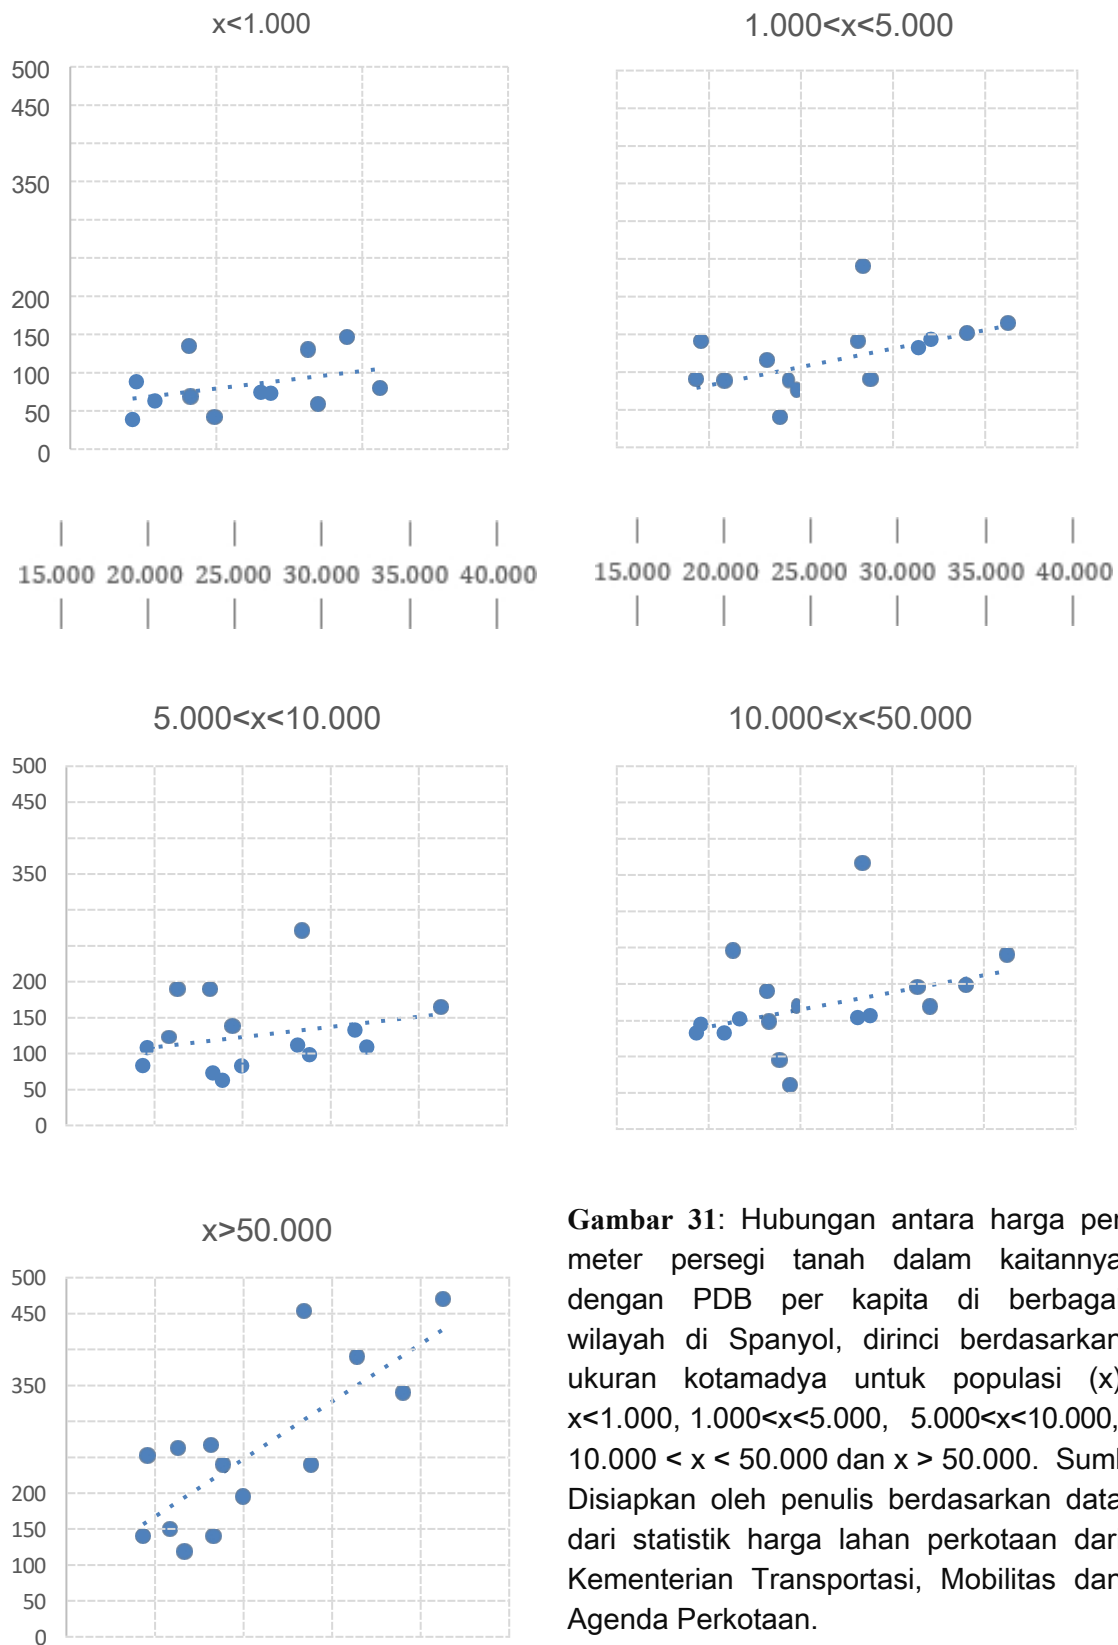 x<1.000
500
450
350
200
150
100
50
0
1.000<x<5.000
15.000 20.000 25.000 30.000 35.000 40.000
15.000 20.000 25.000 30.000 35.000 40.000
5.000<x<10.000
500
450
350
200
150
100
50
0
10.000<x<50.000
x>50.000
500
450
350
200
150
100
50
0
Gambar 31: Hubungan antara harga per
meter persegi tanah dalam kaitannya
dengan PDB per kapita di berbaga
wilayah di Spanyol, dirinci berdasarkan
ukuran kotamadya untuk populasi (x)
x<1.000, 1.000<x<5.000, 5.000<x<10.000,
10.000 < x < 50.000 dan x > 50.000. Suml
Disiapkan oleh penulis berdasarkan data
dari statistik harga lahan perkotaan dar
Kementerian Transportasi, Mobilitas dan
Agenda Perkotaan.